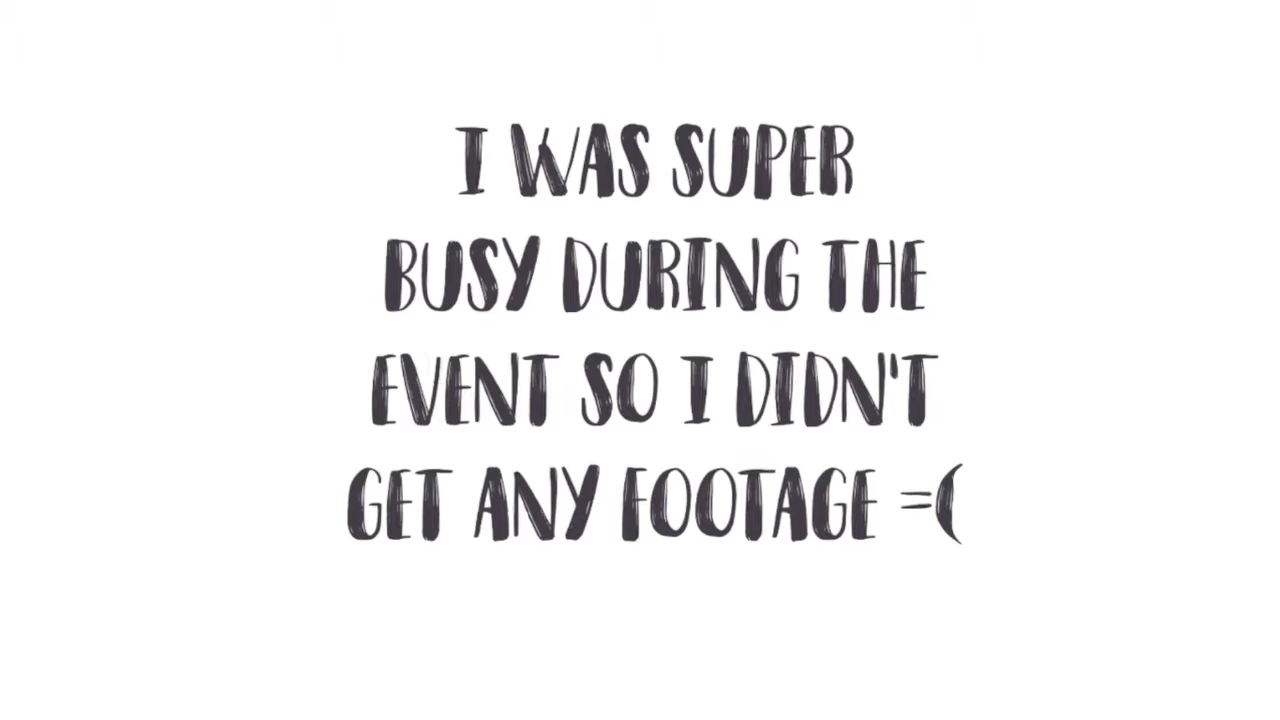 I WAS SUPER
BUSY DURING THE
EVENT SO I DIDN'T
GET ANY FOOTAGE =(